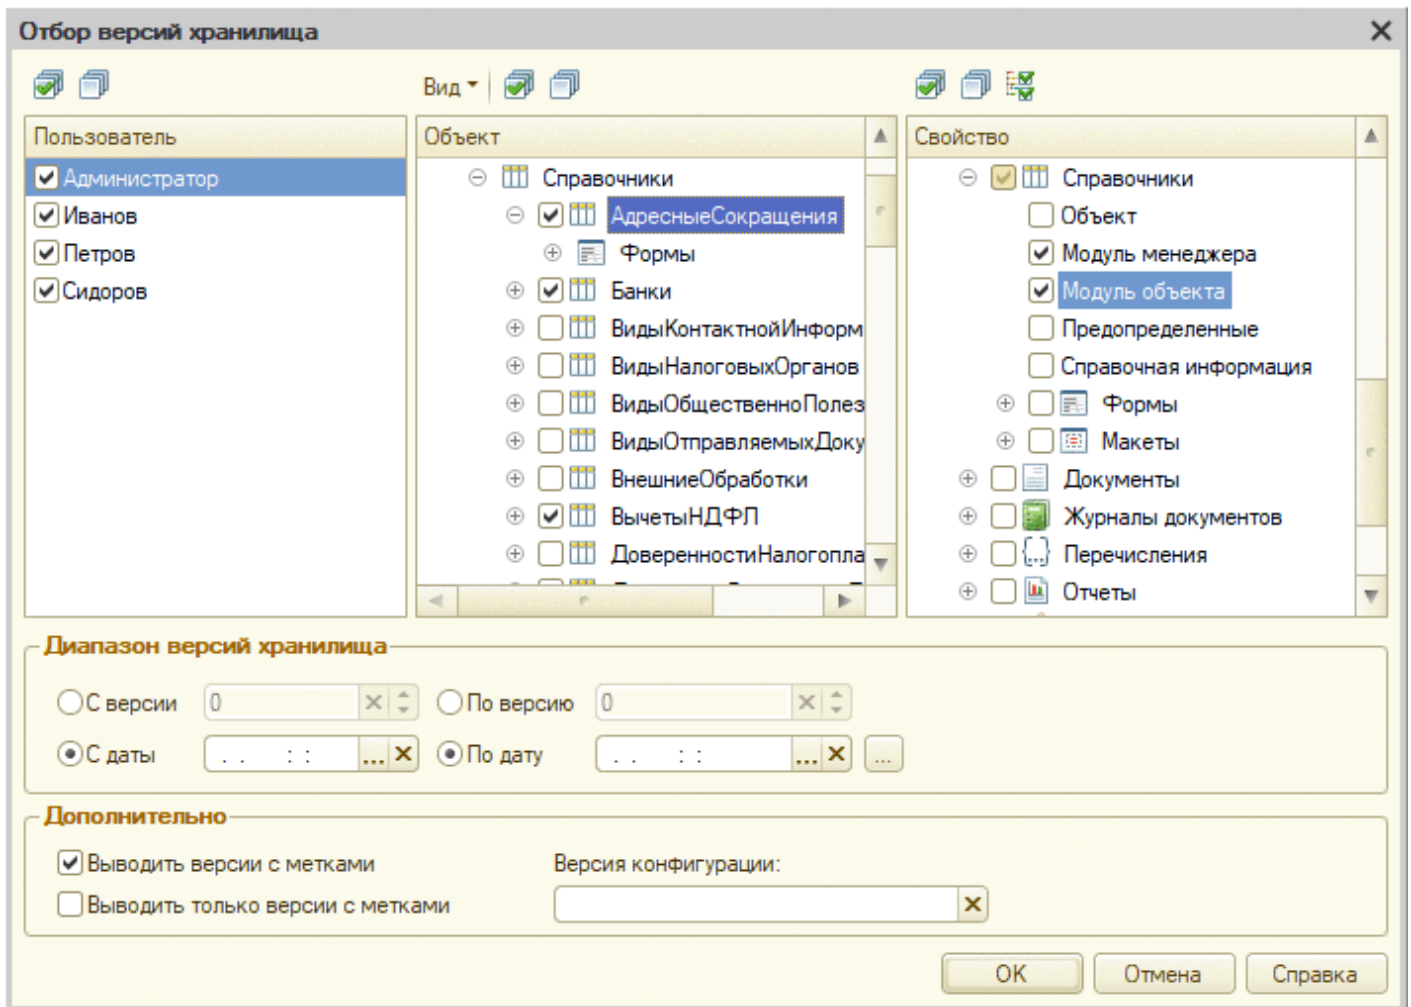 Отбор версий хранилища
Вид
Пользователь
Администратор
Иванов
Петров
Сидоров
Объект
Справочники
АдресныеСокращения
Формы
Банки
ВидыКонтактнойИнформ
ВидыНалоговыхОрганов
ВидыОбщественноПолез
ВидыОтправляемыхДоку
ВнешниеОбработки
ВычетыНДФЛ
ДоверенностиНалогопла
Свойство
Справочники
Объект
Модуль менеджера
Модуль объекта
Предопределенные
Справочная информация
Формы
Макеты
Документы
Журналы документов
Перечисления
Отчеты
Диапазон версий хранилища
С версии 0 По версию 0
С даты . . : : ... По дату . . : : ... ...
Дополнительно
Выводить версии с метками Версия конфигурации:
Выводить только версии с метками
OK Отмена Справка